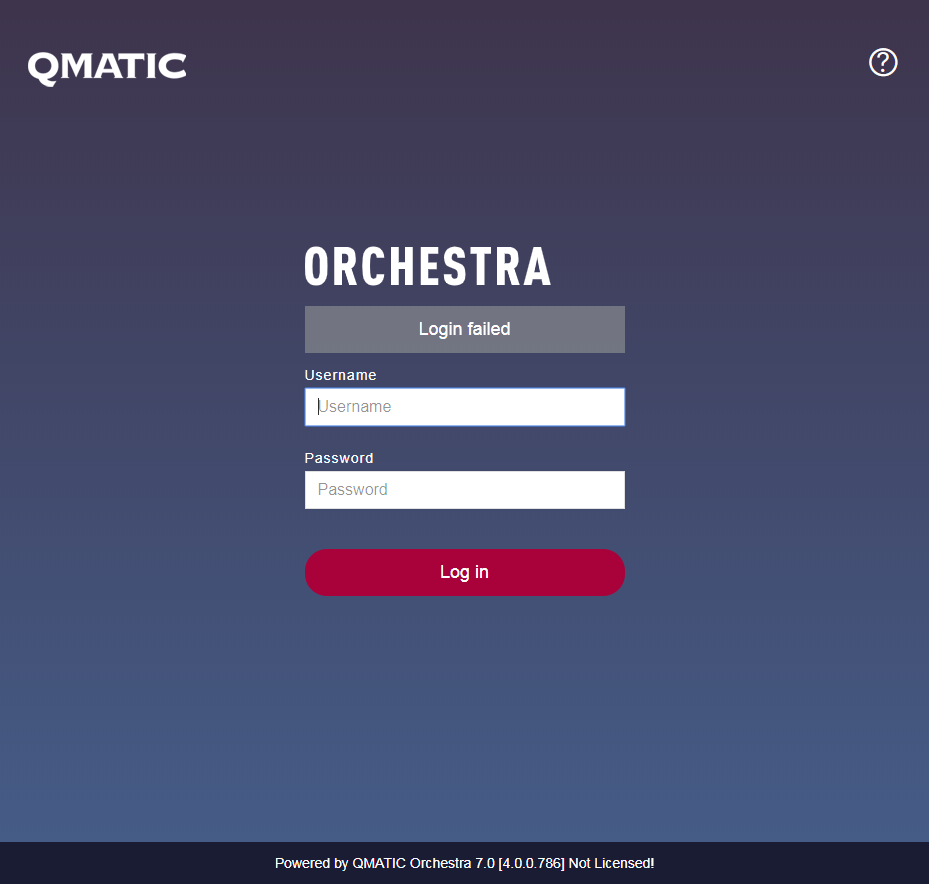 QMATIC
?
ORCHESTRA
Login failed
Username
Username
Password
Password
Log in
Powered by QMATIC Orchestra 7.0 [4.0.0.786] Not Licensed!